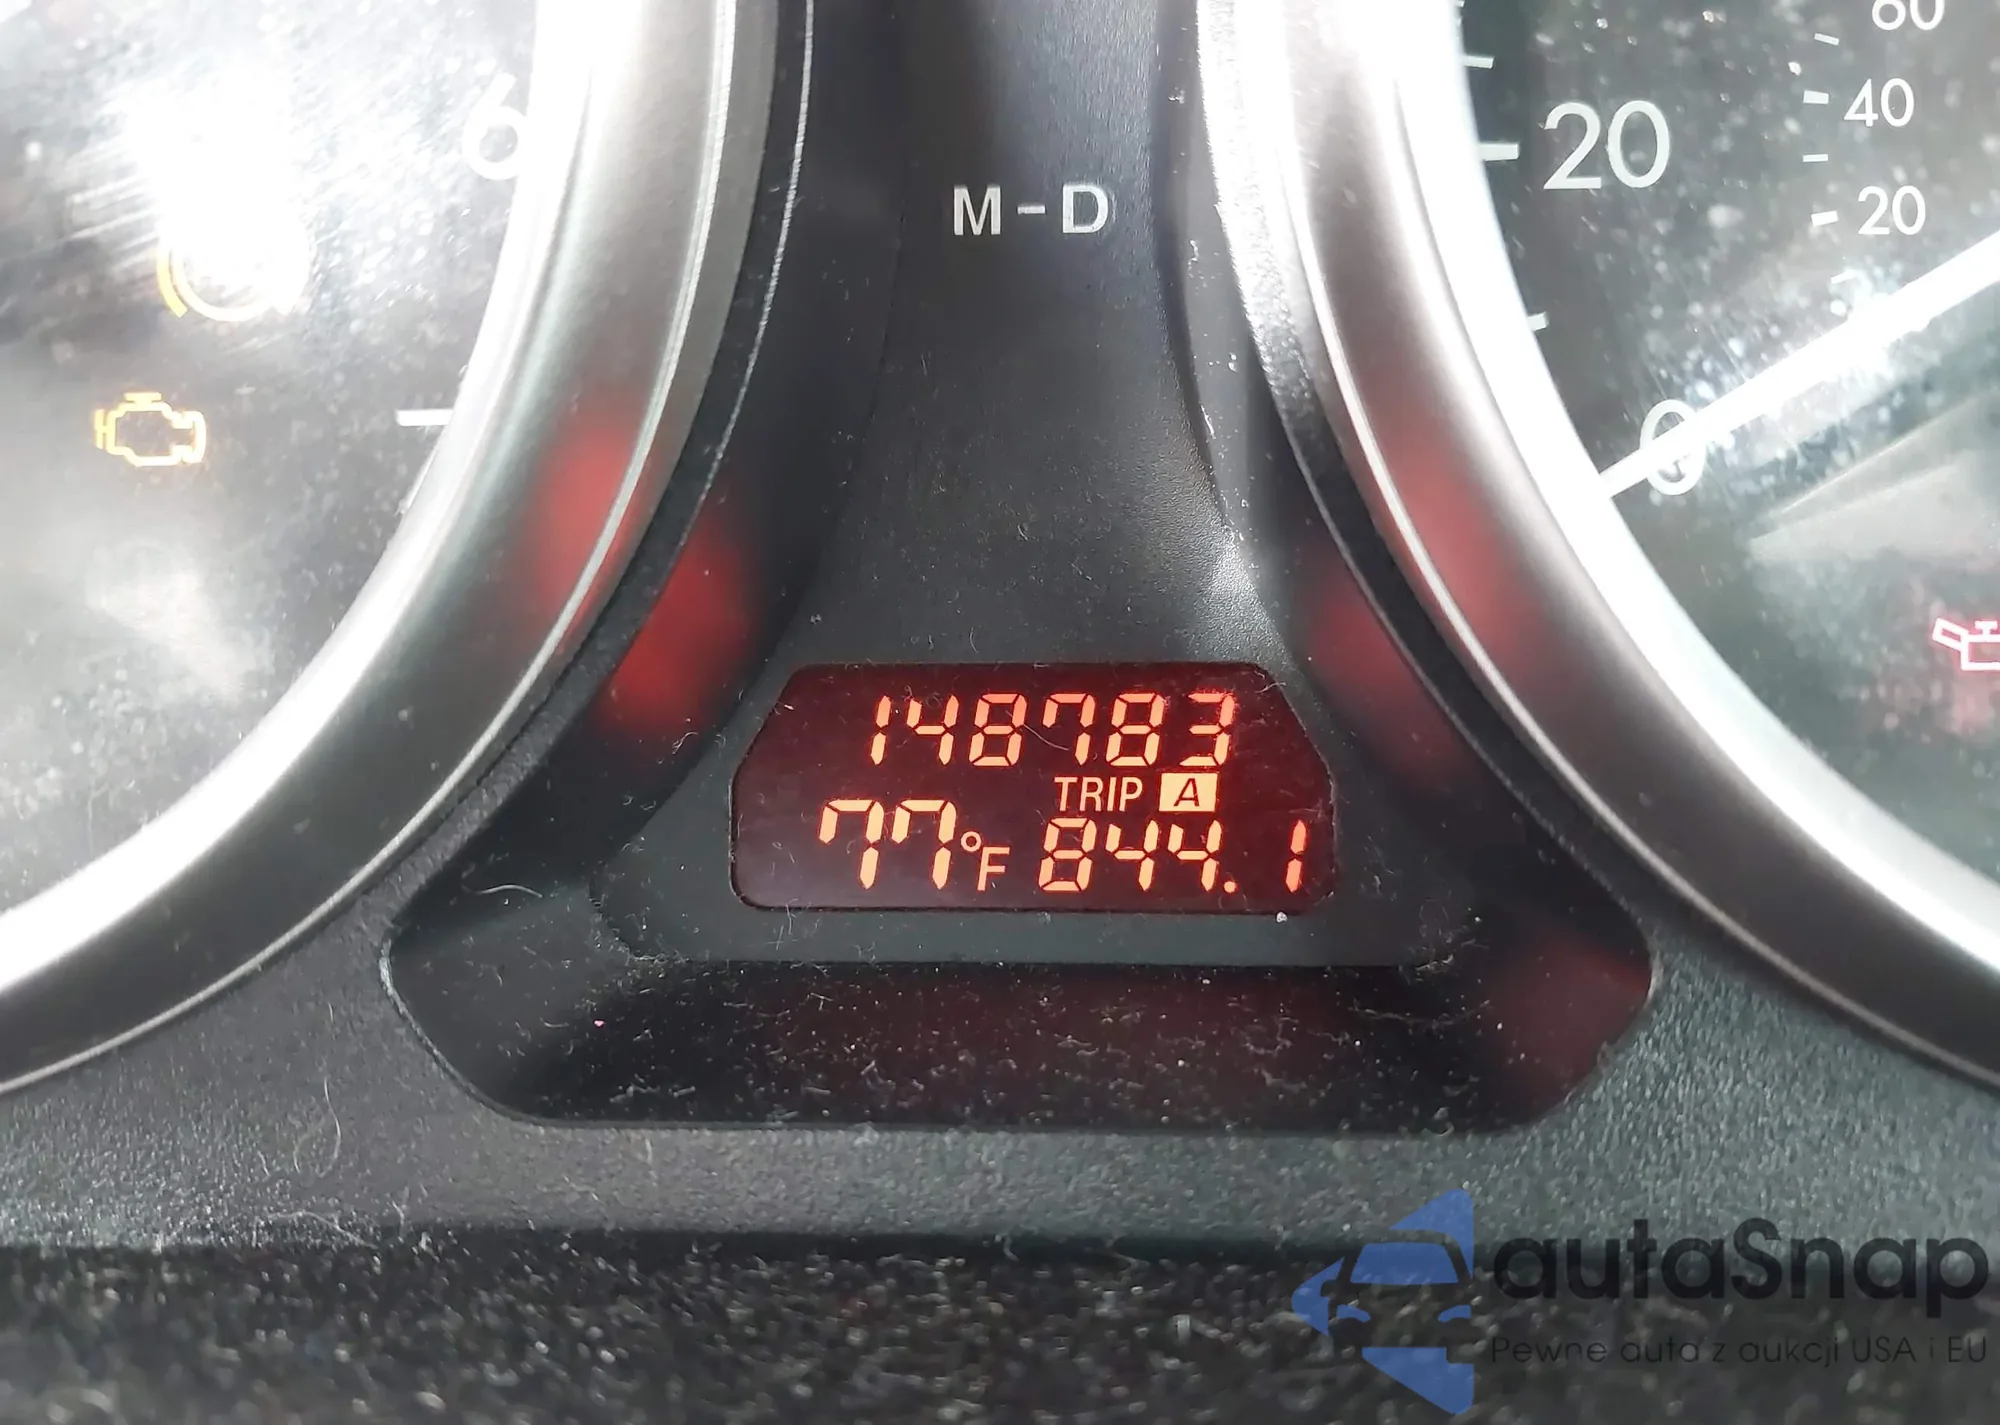 6
M-D
60
40
20
20
0
148783
TRIP A
77°F 844.1
autaSnap
Pewne auta z aukcji USA i EU